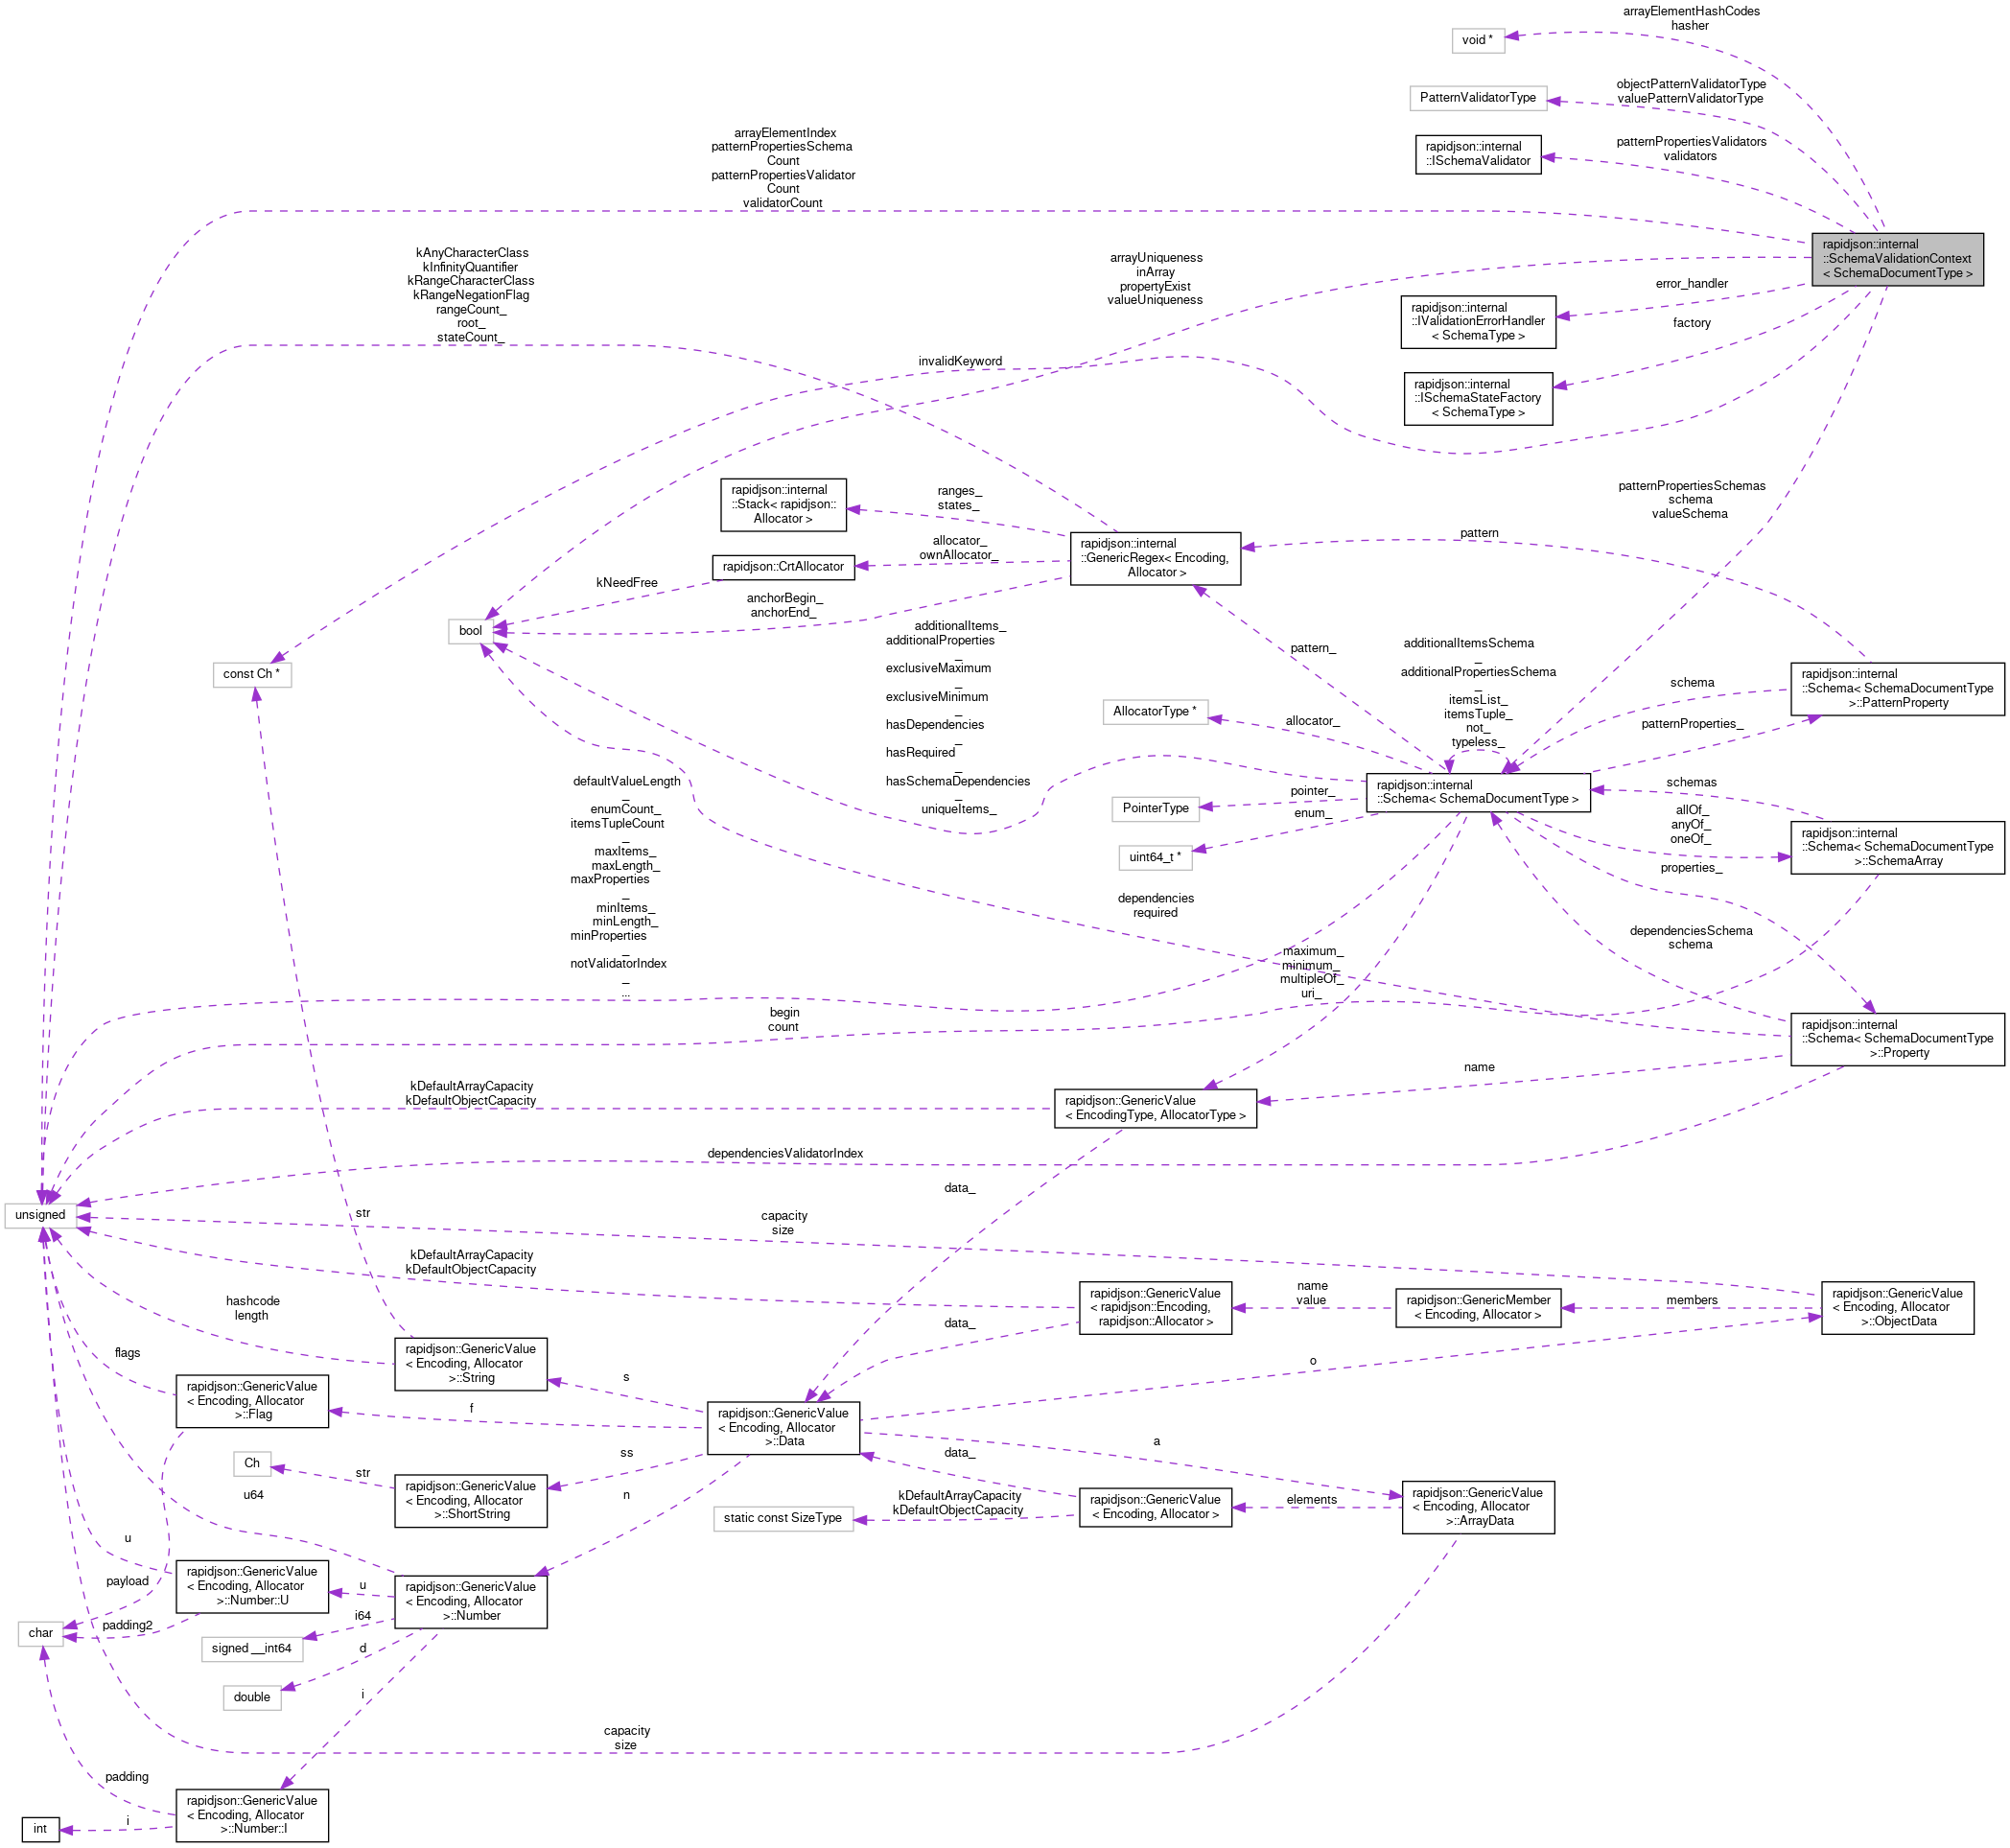 arrayElementHashCodes
hasher
void *
objectPatternValidatorType
valuePatternValidatorType
PatternValidatorType
arrayElementIndex
patternPropertiesSchema
Count
patternPropertiesValidator
Count
validatorCount
patternPropertiesValidators
validators
rapidjson::internal
::ISchemaValidator
rapidjson::internal
::SchemaValidationContext
< SchemaDocumentType >
kAnyCharacterClass
kInfinityQuantifier
kRangeCharacterClass
kRangeNegationFlag
rangeCount_
root_
stateCount_
arrayUniqueness
inArray
propertyExist
valueUniqueness
error_handler
rapidjson::internal
::IValidationErrorHandler
< SchemaType >
factory
invalidKeyword
rapidjson::internal
::ISchemaStateFactory
< SchemaType >
rapidjson::internal
::Stack< rapidjson::
Allocator >
ranges_
states_
patternPropertiesSchemas
schema
valueSchema
allocator_
ownAllocator_
rapidjson::internal
::GenericRegex< Encoding,
Allocator >
pattern
rapidjson::CrtAllocator
kNeedFree
anchorBegin_
anchorEnd_
bool
additionalItems_
additionalProperties
_
exclusiveMaximum
_
exclusiveMinimum
_
hasDependencies
_
hasRequired
_
hasSchemaDependencies
_
uniqueItems_
pattern_
additionalItemsSchema
_
additionalPropertiesSchema
_
itemsList_
itemsTuple_
not_
typeless_
const Ch *
schema
rapidjson::internal
::Schema< SchemaDocumentType
>::PatternProperty
AllocatorType *
allocator_
patternProperties_
defaultValueLength
_
enumCount_
itemsTupleCount
_
maxItems_
maxLength_
maxProperties
_
minItems_
minLength_
minProperties
_
notValidatorIndex
_
...
PointerType
pointer_
rapidjson::internal
::Schema< SchemaDocumentType >
schemas
enum_
uint64_t *
allOf_
anyOf_
oneOf_
rapidjson::internal
::Schema< SchemaDocumentType
>::SchemaArray
properties_
dependencies
required
dependenciesSchema
schema
maximum_
minimum_
multipleOf_
uri_
begin
count
rapidjson::internal
::Schema< SchemaDocumentType
>::Property
name
kDefaultArrayCapacity
kDefaultObjectCapacity
rapidjson::GenericValue
< EncodingType, AllocatorType >
dependenciesValidatorIndex
data_
unsigned
str
capacity
size
kDefaultArrayCapacity
kDefaultObjectCapacity
rapidjson::GenericValue
< rapidjson::Encoding,
rapidjson::Allocator >
name
value
rapidjson::GenericMember
< Encoding, Allocator >
members
rapidjson::GenericValue
< Encoding, Allocator
>::ObjectData
hashcode
length
data_
rapidjson::GenericValue
< Encoding, Allocator
>::String
flags
s
o
rapidjson::GenericValue
< Encoding, Allocator
>::Flag
f
rapidjson::GenericValue
< Encoding, Allocator
>::Data
a
Ch
str
ss
data_
rapidjson::GenericValue
< Encoding, Allocator
>::ShortString
u64
n
static const SizeType
kDefaultArrayCapacity
kDefaultObjectCapacity
rapidjson::GenericValue
< Encoding, Allocator >
elements
rapidjson::GenericValue
< Encoding, Allocator
>::ArrayData
u
payload
rapidjson::GenericValue
< Encoding, Allocator
>::Number::U
u
rapidjson::GenericValue
< Encoding, Allocator
>::Number
i64
padding2
char
signed __int64
d
double
i
capacity
size
padding
rapidjson::GenericValue
< Encoding, Allocator
>::Number::I
i
int